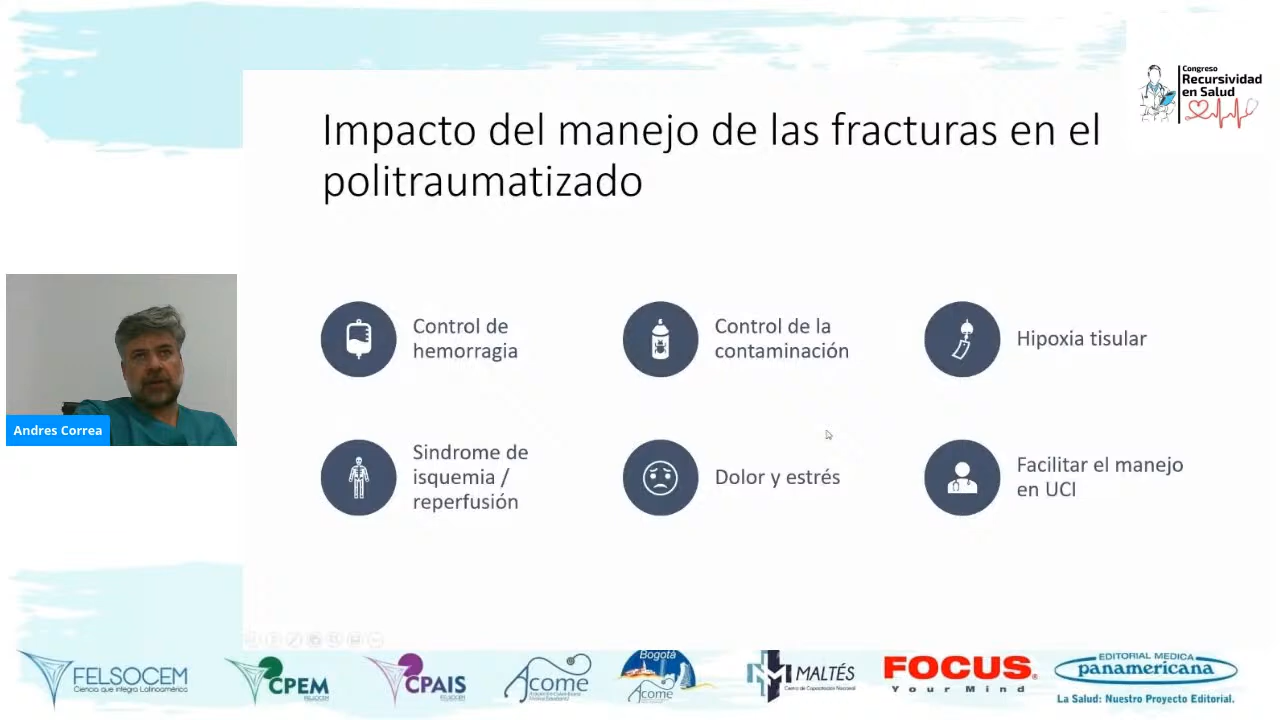 Congreso
Recursividad
en Salud
Impacto del manejo de las fracturas en el
politraumatizado
Control de
hemorragia
Control de la
contaminación
Hipoxia tisular
Sindrome de
isquemia /
reperfusión
Dolor y estrés
Facilitar el manejo
en UCI
Andres Correa
FELSOCEM
Ciencia que integra Latinoamérica
CPEM
FELSOCEM
CPAIS
FELSOCEM
Acome
Bogotá
Acome
MALTÉS
Centro de Capacitación Nacional
FOCUS
Your Mind
EDITORIAL MEDICA
panamericana
La Salud: Nuestro Proyecto Editorial.